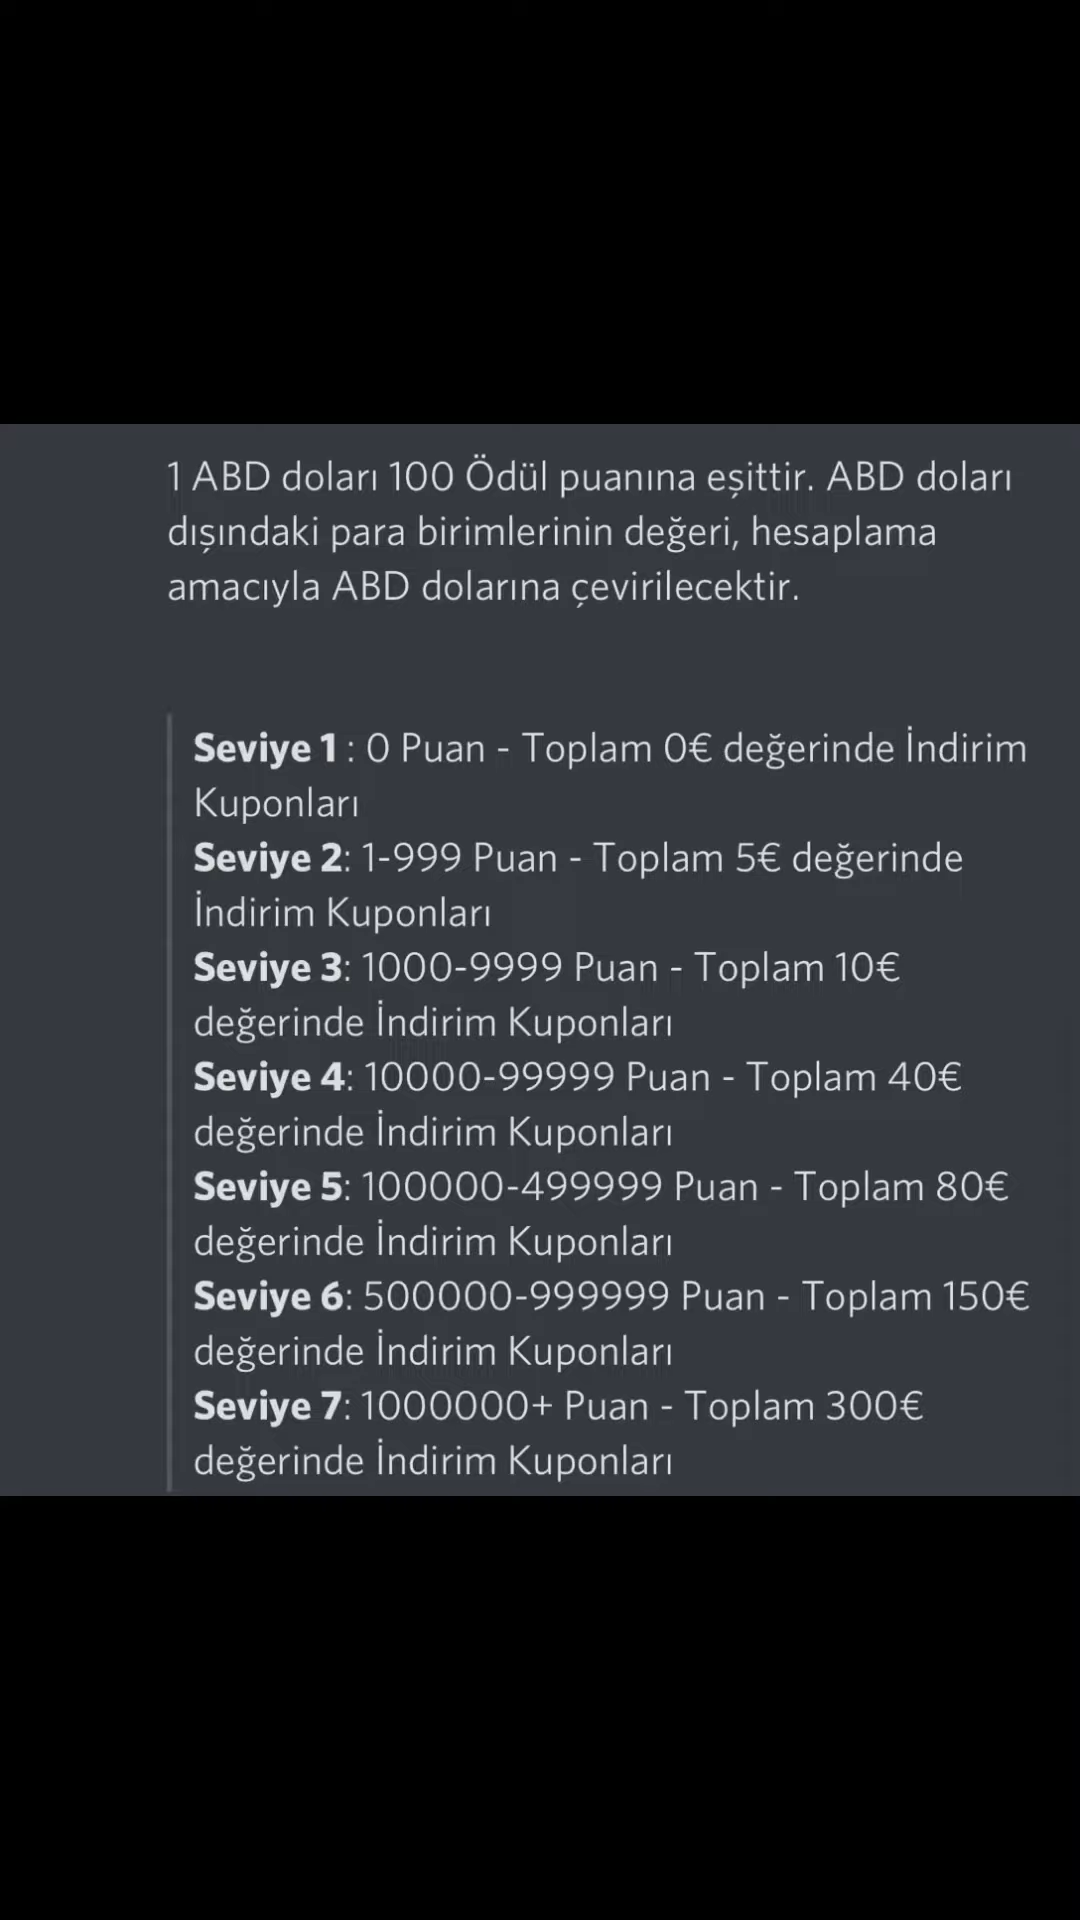 1 ABD doları 100 Ödül puanına eşittir. ABD doları
dışındaki para birimlerinin değeri, hesaplama
amacıyla ABD dolarına çevirilecektir.
Seviye 1 : 0 Puan - Toplam 0€ değerinde İndirim
Kuponları
Seviye 2: 1-999 Puan - Toplam 5€ değerinde
İndirim Kuponları
Seviye 3: 1000-9999 Puan - Toplam 10€
değerinde İndirim Kuponları
Seviye 4: 10000-99999 Puan - Toplam 40€
değerinde İndirim Kuponları
Seviye 5: 100000-499999 Puan - Toplam 80€
değerinde İndirim Kuponları
Seviye 6: 500000-999999 Puan - Toplam 150€
değerinde İndirim Kuponları
Seviye 7: 1000000+ Puan - Toplam 300€
değerinde İndirim Kuponları